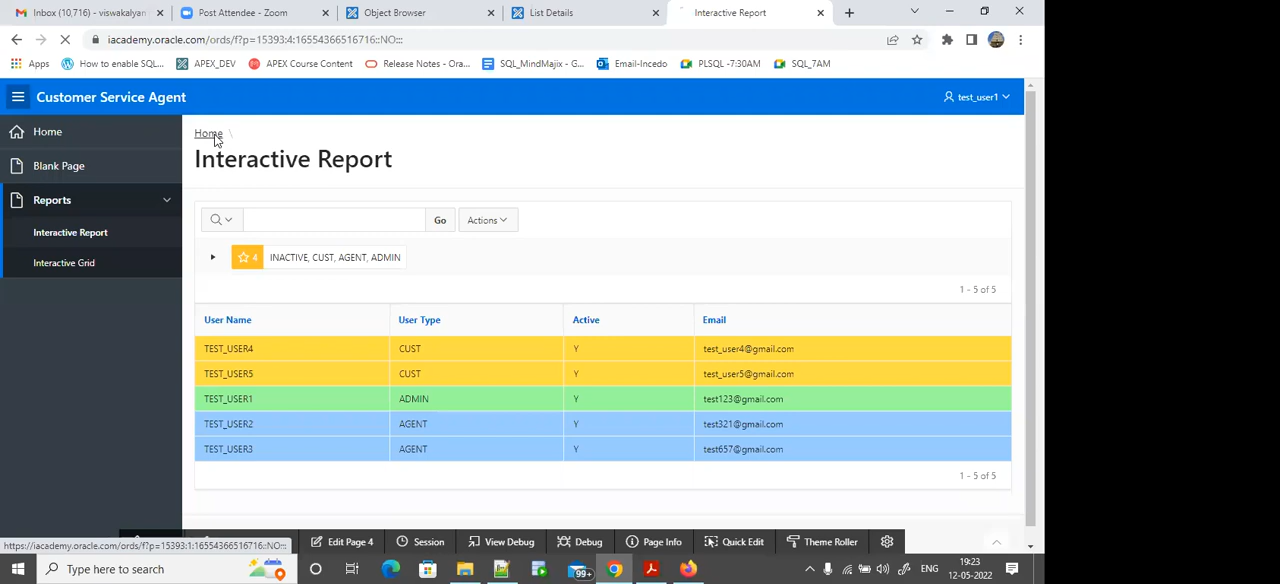 Inbox (10,716) - viswakalyan
Post Attendee - Zoom
Object Browser
List Details
Interactive Report
iacademy.oracle.com/ords/f?p=15393:4:16554366516716::NO:::
Apps
How to enable SQL...
APEX_DEV
APEX Course Content
Release Notes - Ora...
SQL_MindMajix - G...
Email-Incedo
PLSQL -7:30AM
SQL_7AM
Customer Service Agent
test_user1
Home
Blank Page
Reports
Interactive Report
Interactive Grid
Home \
Interactive Report
Go
Actions
4 INACTIVE, CUST, AGENT, ADMIN
1 - 5 of 5
User Name User Type Active Email
TEST_USER4 CUST Y test_user4@gmail.com
TEST_USER5 CUST Y test_user5@gmail.com
TEST_USER1 ADMIN Y test123@gmail.com
TEST_USER2 AGENT Y test321@gmail.com
TEST_USER3 AGENT Y test657@gmail.com
1 - 5 of 5
https://iacademy.oracle.com/ords/f?p=15393:1:16554366516716::NO:::
Edit Page 4
Session
View Debug
Debug
Page Info
Quick Edit
Theme Roller
Type here to search
99+
ENG
19:23
12-05-2022